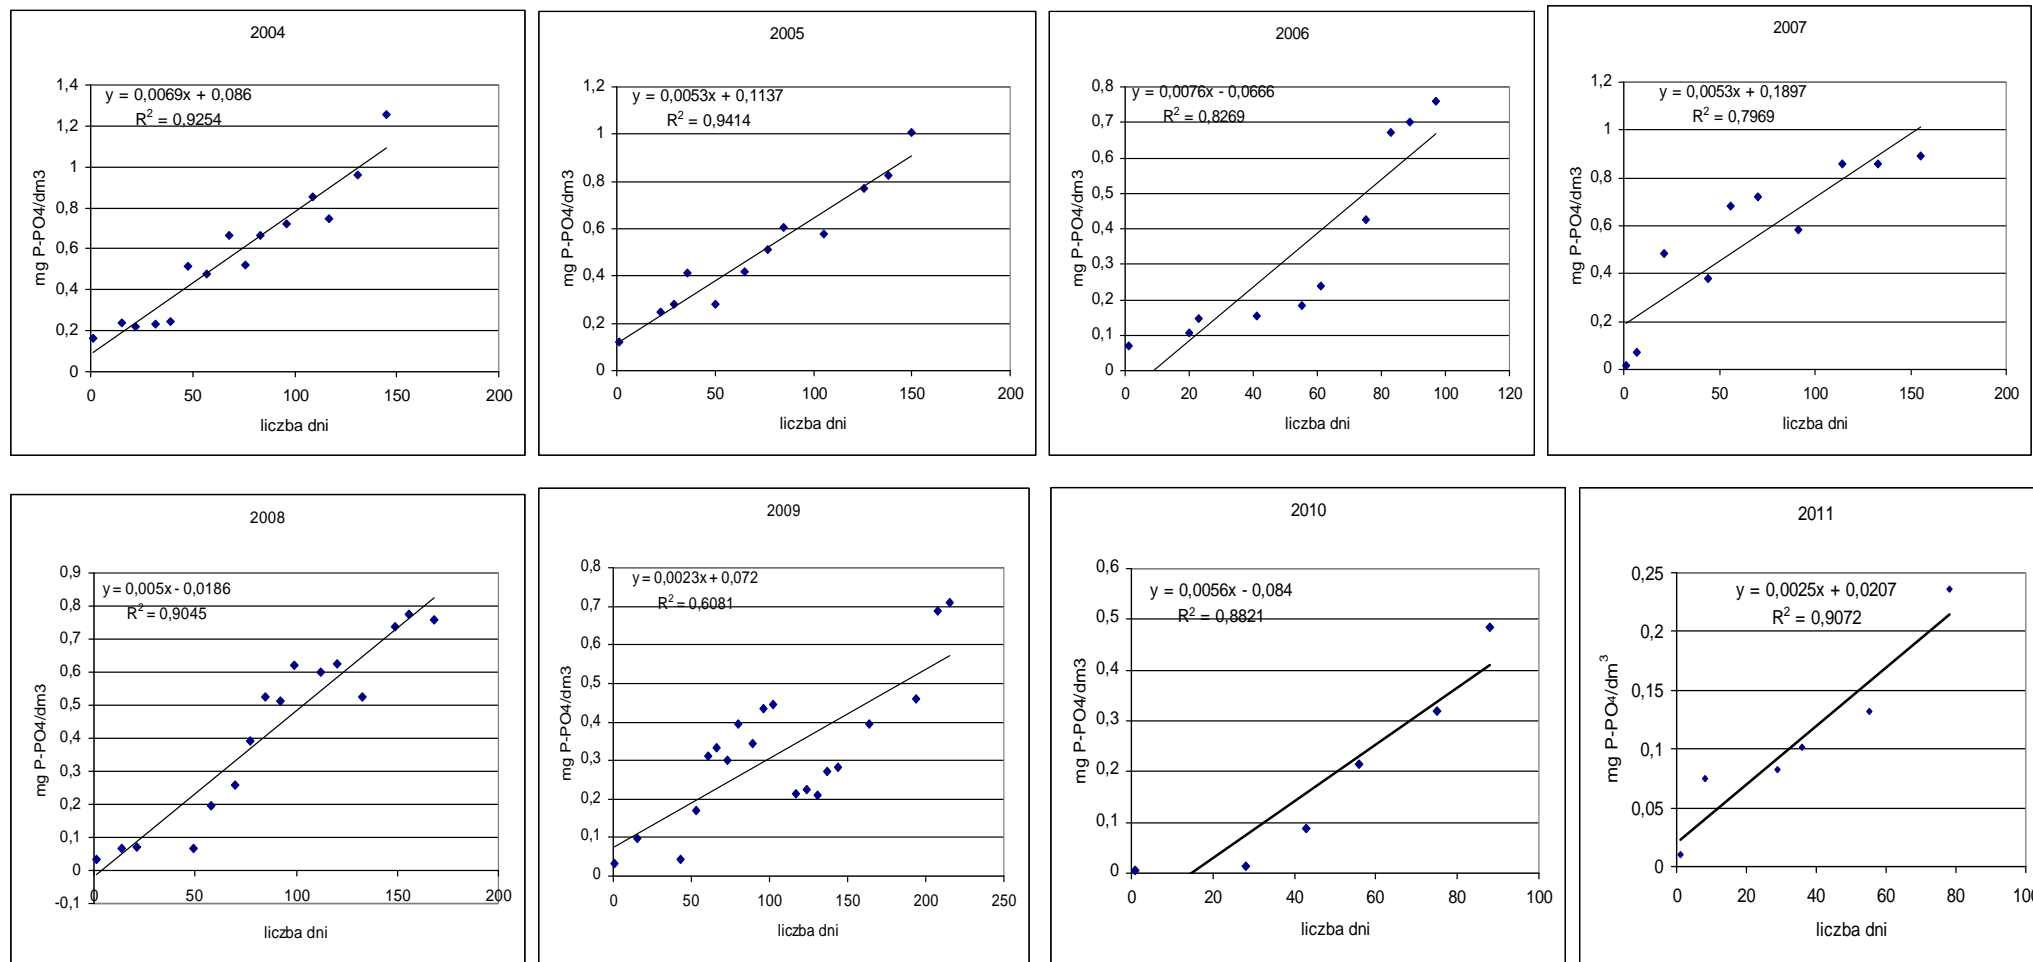 2004
y = 0,0069x + 0,086
R² = 0,9254
1,4
1,2
1
0,8
0,6
0,4
0,2
0
0 50 100 150 200
mg P-PO4/dm3
liczba dni
2005
y = 0,0053x + 0,1137
R² = 0,9414
1,2
1
0,8
0,6
0,4
0,2
0
0 50 100 150 200
mg P-PO4/dm3
liczba dni
2006
y = 0,0076x - 0,0666
R² = 0,8269
0,8
0,7
0,6
0,5
0,4
0,3
0,2
0,1
0
0 20 40 60 80 100 120
mg P-PO4/dm3
liczba dni
2007
y = 0,0053x + 0,1897
R² = 0,7969
1,2
1
0,8
0,6
0,4
0,2
0
0 50 100 150 200
mg P-PO4/dm3
liczba dni
2008
y = 0,005x - 0,0186
R² = 0,9045
0,9
0,8
0,7
0,6
0,5
0,4
0,3
0,2
0,1
0
-0,1
0 50 100 150 200
mg P-PO4/dm3
liczba dni
2009
y = 0,0023x + 0,072
R² = 0,6081
0,8
0,7
0,6
0,5
0,4
0,3
0,2
0,1
0
0 50 100 150 200 250
mg P-PO4/dm3
liczba dni
2010
y = 0,0056x - 0,084
R² = 0,8821
0,6
0,5
0,4
0,3
0,2
0,1
0
0 20 40 60 80 100
mg P-PO4/dm3
liczba dni
2011
y = 0,0025x + 0,0207
R² = 0,9072
0,25
0,2
0,15
0,1
0,05
0
0 20 40 60 80 10
mg P-PO⁴/dm³
liczba dni